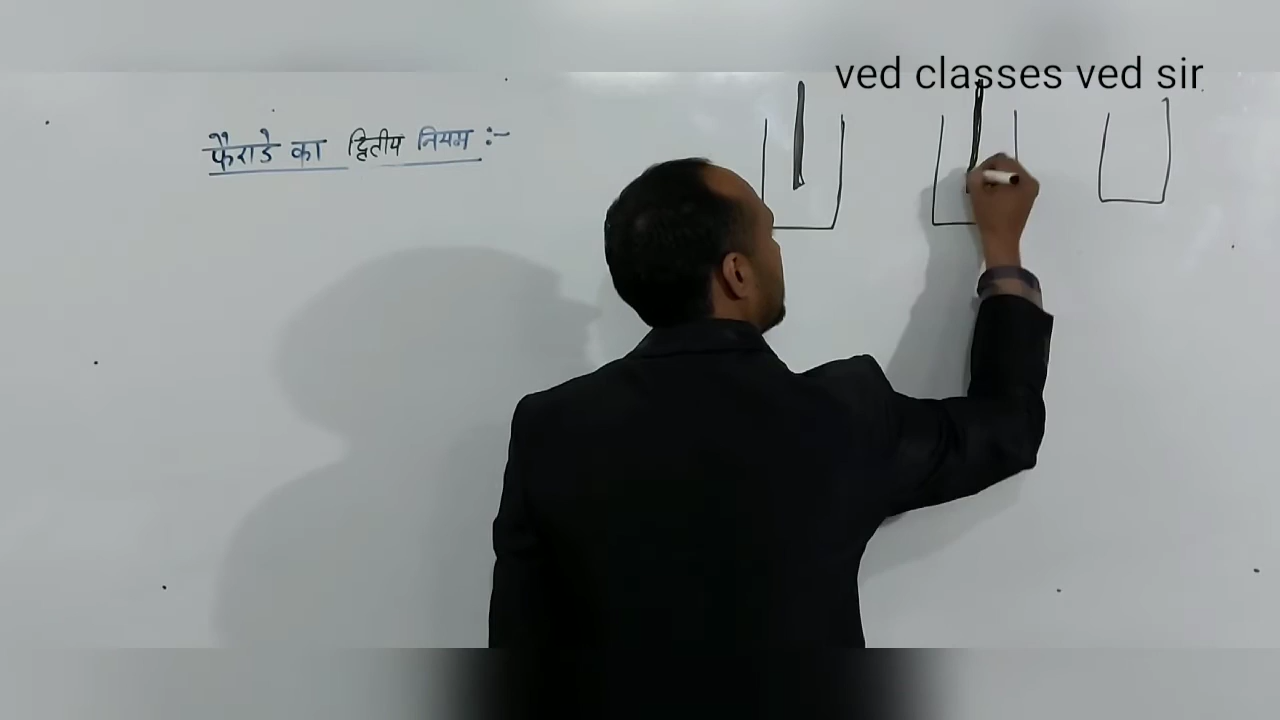 ved classes ved sir
फैराडे का द्वितीय नियम :-